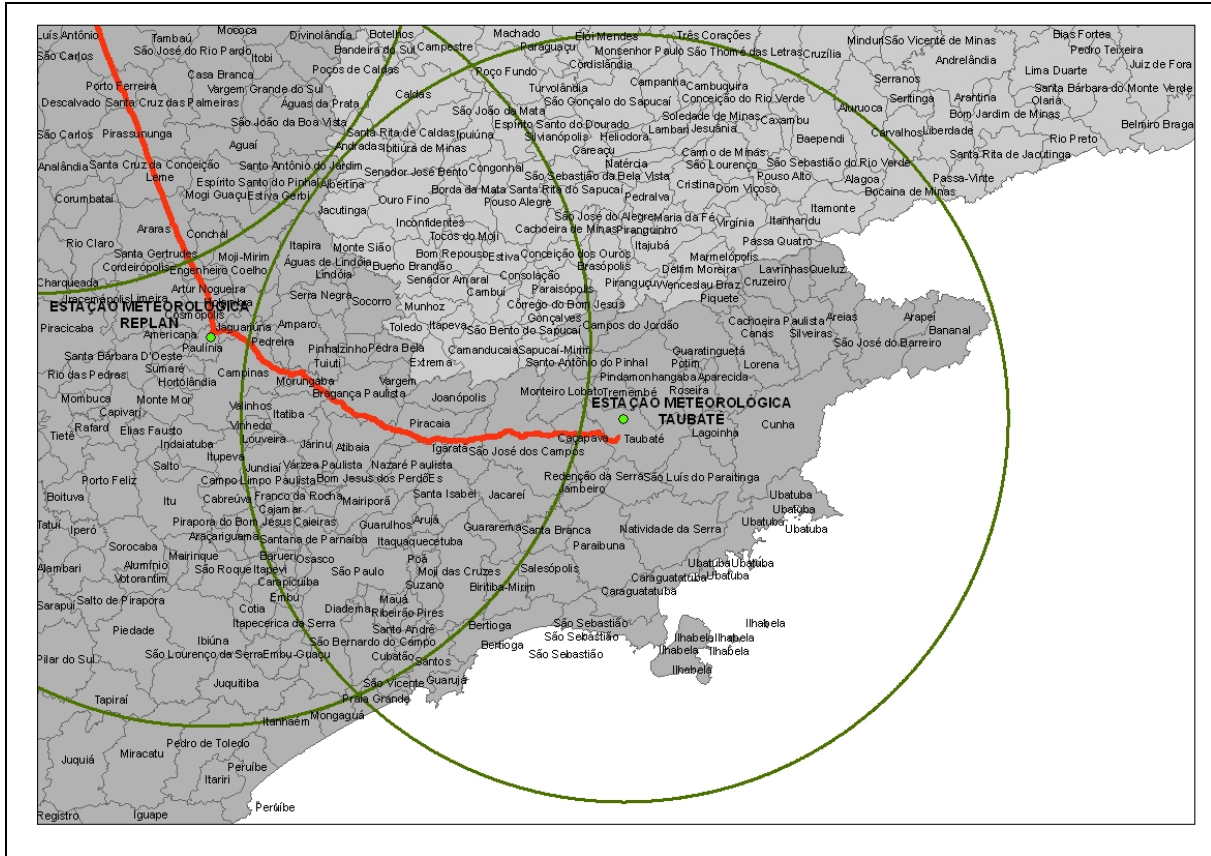 Luís Antônio
Tambaú
Mococa
Divinolândia
Botelhos
Machado
Elói Mendes
Três Corações
Bias Fortes
São Carlos
São José do Rio Pardo
Itobi
Bandeira do Sul
Campestre
Paraguaçu
Monsenhor Paulo
São Thomé das Letras
Cruzília
Minduri
São Vicente de Minas
Pedro Teixeira
Cordislândia
Andrelândia
Juiz de Fora
Porto Ferreira
Casa Branca
Poços de Caldas
Poço Fundo
Campanha
Cambuquira
Serranos
Lima Duarte
Vargem Grande do Sul
Caldas
Turvolândia
Seritinga
Arantina
Santa Bárbara do Monte Verde
Descalvado
Santa Cruz das Palmeiras
Águas da Prata
São Gonçalo do Sapucaí
Conceição do Rio Verde
Aiuruoca
Olaria
São João da Mata
Soledade de Minas
Caxambu
Bom Jardim de Minas
São Carlos
Pirassununga
São João da Boa Vista
Santa Rita de Caldas
Ipuiúna
Espírito Santo do Dourado
Silvianópolis
Heliodora
Lambari
Jesuânia
Baependi
Carvalhos
Liberdade
Belmiro Braga
Aguaí
Andradas
Ibitiúra de Minas
Careaçu
Carmo de Minas
Rio Preto
Analândia
Santa Cruz da Conceição
Santo Antônio do Jardim
Congonhal
Natércia
São Lourenço
São Sebastião do Rio Verde
Santa Rita de Jacutinga
Leme
Senador José Bento
São Sebastião da Bela Vista
Pouso Alto
Alagoa
Passa-Vinte
Espírito Santo do Pinhal
Albertina
Borda da Mata
Santa Rita do Sapucaí
Cristina
Dom Viçoso
Bocaina de Minas
Corumbataí
Mogi Guaçu
Estiva Gerbi
Ouro Fino
Pouso Alegre
Pedralva
Itamonte
Jacutinga
São José do Alegre
Maria da Fé
Virgínia
Itanhandu
Araras
Conchal
Inconfidentes
Cachoeira de Minas
Piranguinho
Rio Claro
Itapira
Monte Sião
Tocos do Moji
Itajubá
Passa Quatro
Santa Gertrudes
Moji-Mirim
Águas de Lindóia
Bom Repouso
Estiva
Conceição dos Ouros
Marmelópolis
Cordeirópolis
Engenheiro Coelho
Lindóia
Bueno Brandão
Brasópolis
Delfim Moreira
Lavrinhas
Queluz
Charqueada
Senador Amaral
Consolação
Piranguçu
Wenceslau Braz
Cruzeiro
Iracemápolis
Limeira
Artur Nogueira
Holambra
Serra Negra
Socorro
Cambuí
Paraisópolis
Piquete
ESTAÇÃO METEOROLÓGICA
REPLAN
Cosmópolis
Munhoz
Córrego do Bom Jesus
Gonçalves
Cachoeira Paulista
Areias
Arapeí
Piracicaba
Americana
Jaguariúna
Amparo
Toledo
Itapeva
São Bento do Sapucaí
Campos do Jordão
Canas
Silveiras
Bananal
Paulínia
Pedreira
Pinhalzinho
Pedra Bela
Camanducaia
Sapucaí-Mirim
Guaratinguetá
São José do Barreiro
Santa Bárbara D'Oeste
Tuiuti
Extrema
Santo Antônio do Pinhal
Potim
Lorena
Rio das Pedras
Sumaré
Campinas
Morungaba
Vargem
Pindamonhangaba
Aparecida
Hortolândia
Bragança Paulista
Joanópolis
Monteiro Lobato
Tremembé
Roseira
Mombuca
Monte Mor
Valinhos
Itatiba
ESTAÇÃO METEOROLÓGICA
TAUBATÉ
Capivari
Rafard
Elias Fausto
Vinhedo
Piracaia
Cunha
Tietê
Indaiatuba
Louveira
Jarinu
Atibaia
Igaratá
Caçapava
Taubaté
Lagoinha
Itupeva
São José dos Campos
Salto
Jundiaí
Várzea Paulista
Nazaré Paulista
Porto Feliz
Campo Limpo Paulista
Bom Jesus dos PerdõEs
Redenção da Serra
São Luís do Paraitinga
Boituva
Itu
Cabreúva
Franco da Rocha
Mairiporã
Santa Isabel
Jacareí
Jambeiro
Ubatuba
Cajamar
Ubatuba
Tatuí
Iperó
Pirapora do Bom Jesus
Caieiras
Guarulhos
Arujá
Guararema
Santa Branca
Natividade da Serra
Ubatuba
Ubatuba
Araçariguama
Santana de Parnaíba
Itaquaquecetuba
Paraibuna
Sorocaba
Mairinque
Barueri
Osasco
Poá
Alambari
Alumínio
São Roque
Itapevi
São Paulo
Moji das Cruzes
Salesópolis
Ubatuba
Ubatuba
Votorantim
Carapicuíba
Suzano
Biritiba-Mirim
Caraguatatuba
Ubatuba
Embu
Mauá
Caraguatatuba
Sarapuí
Salto de Pirapora
Cotia
Diadema
Ribeirão Pires
Itapecerica da Serra
Piedade
Santo André
Bertioga
São Sebastião
Ilhabela
Ibiúna
São Bernardo do Campo
Bertioga
São Sebastião
Ilhabela
Ilhabela
Pilar do Sul
São Lourenço da Serra
Embu-Guaçu
Cubatão
Santos
São Sebastião
Ilhabela
Ilhabela
Juquitiba
São Vicente
Guarujá
Ilhabela
Tapiraí
Praia Grande
Itanhaém
Mongaguá
Pedro de Toledo
Juquiá
Miracatu
Peruíbe
Itariri
Peruíbe
Registro
Iguape